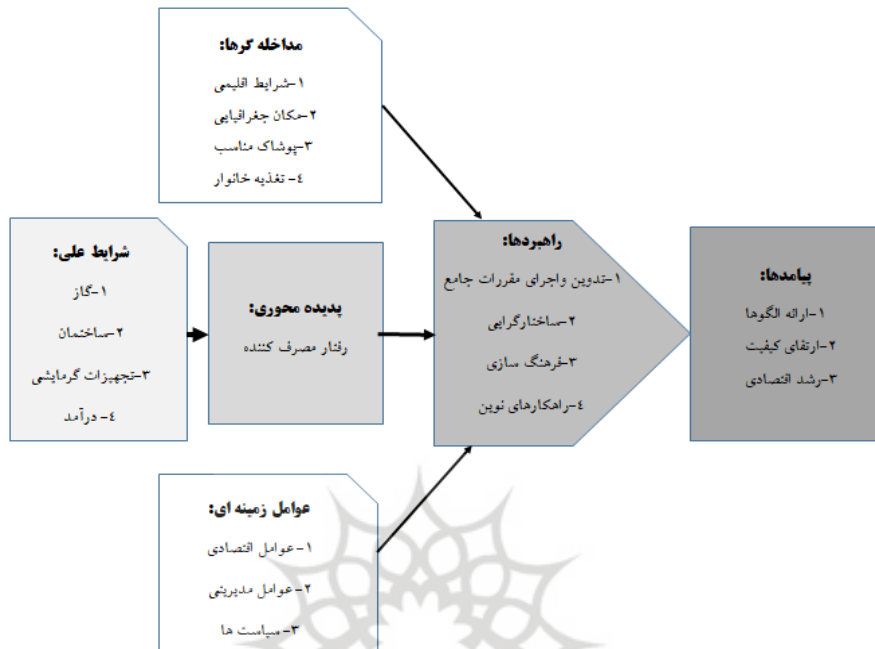 مداخله گرها:
۱-شرایط اقلیمی
۲-مکان جغرافیایی
۳-پوشاک مناسب
٤- تغذیه خانوار
شرایط علی:
۱-گاز
۲-ساختمان
۳-تجهیزات گرمایشی
٤- درآمد
پدیده محوری:
رفتار مصرف کننده
راهبردها:
۱-تدوین واجرای مقررات جامع
۲-ساختارگرایی
۳-فرهنگ سازی
٤-راهکارهای نوین
پیامدها:
۱-ارائه الگوها
۲-ارتقای کیفیت
۳-رشد اقتصادی
عوامل زمینه ای:
۱-عوامل اقتصادی
۲-عوامل مدیریتی
۳-سیاست ها